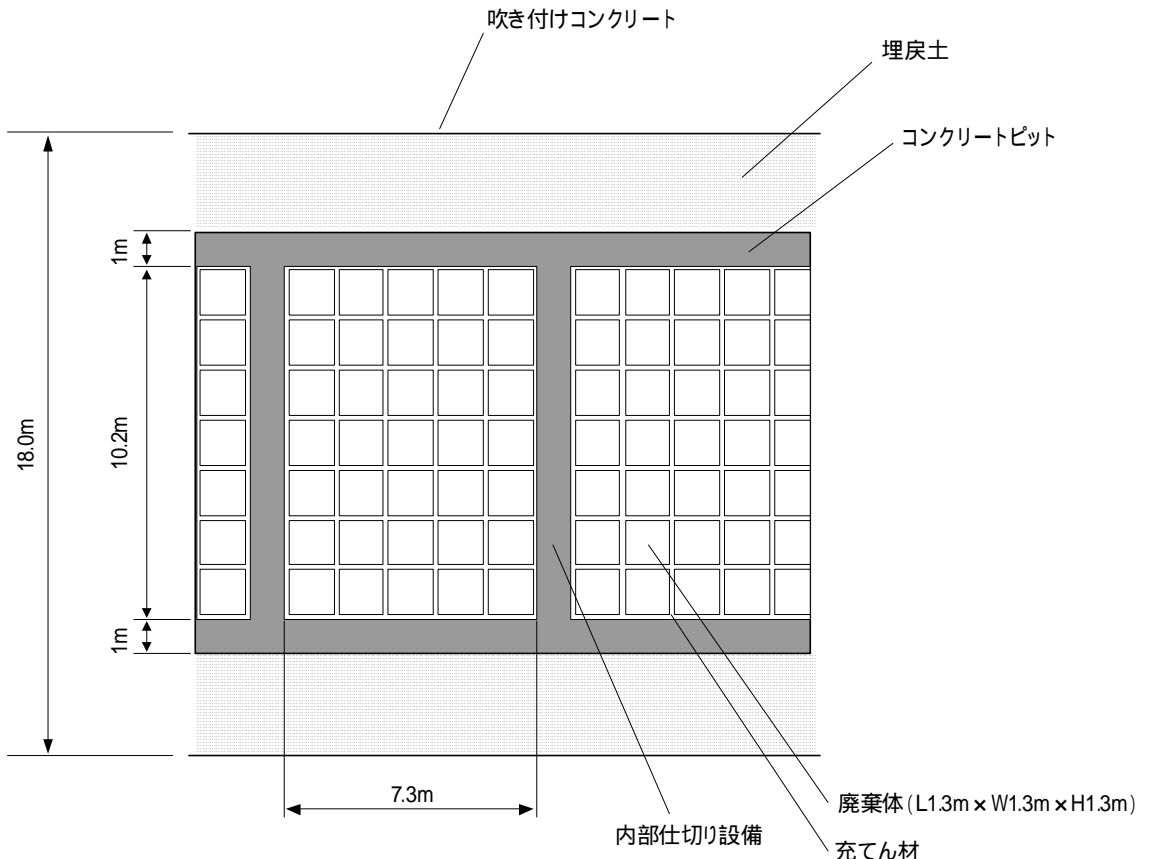 吹き付けコンクリート
埋戻土
コンクリートピット
1m
10.2m
18.0m
1m
7.3m
内部仕切り設備
廃棄体(L1.3m×W1.3m×H1.3m)
充てん材